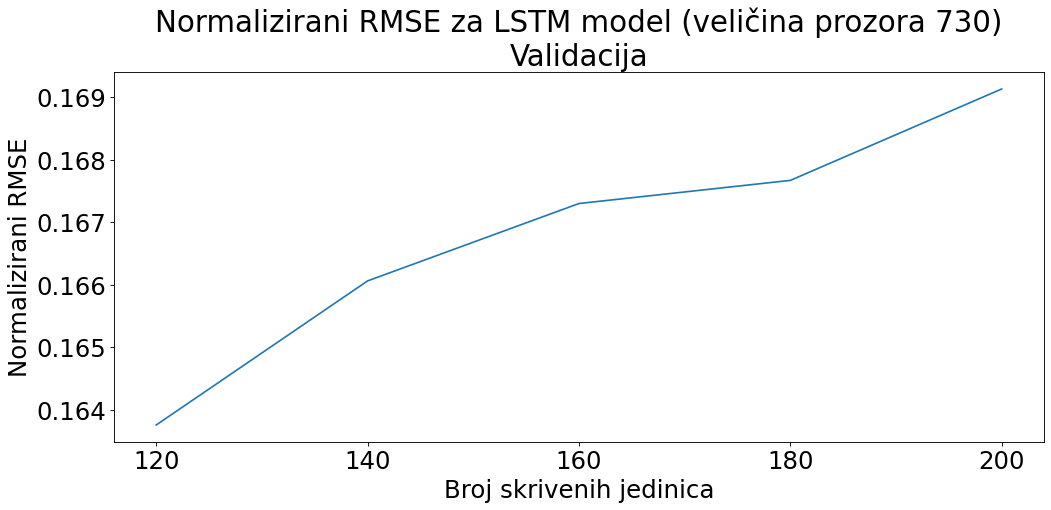 Normalizirani RMSE za LSTM model (veličina prozora 730)
Validacija
Normalizirani RMSE
0.169
0.168
0.167
0.166
0.165
0.164
120 140 160 180 200
Broj skrivenih jedinica